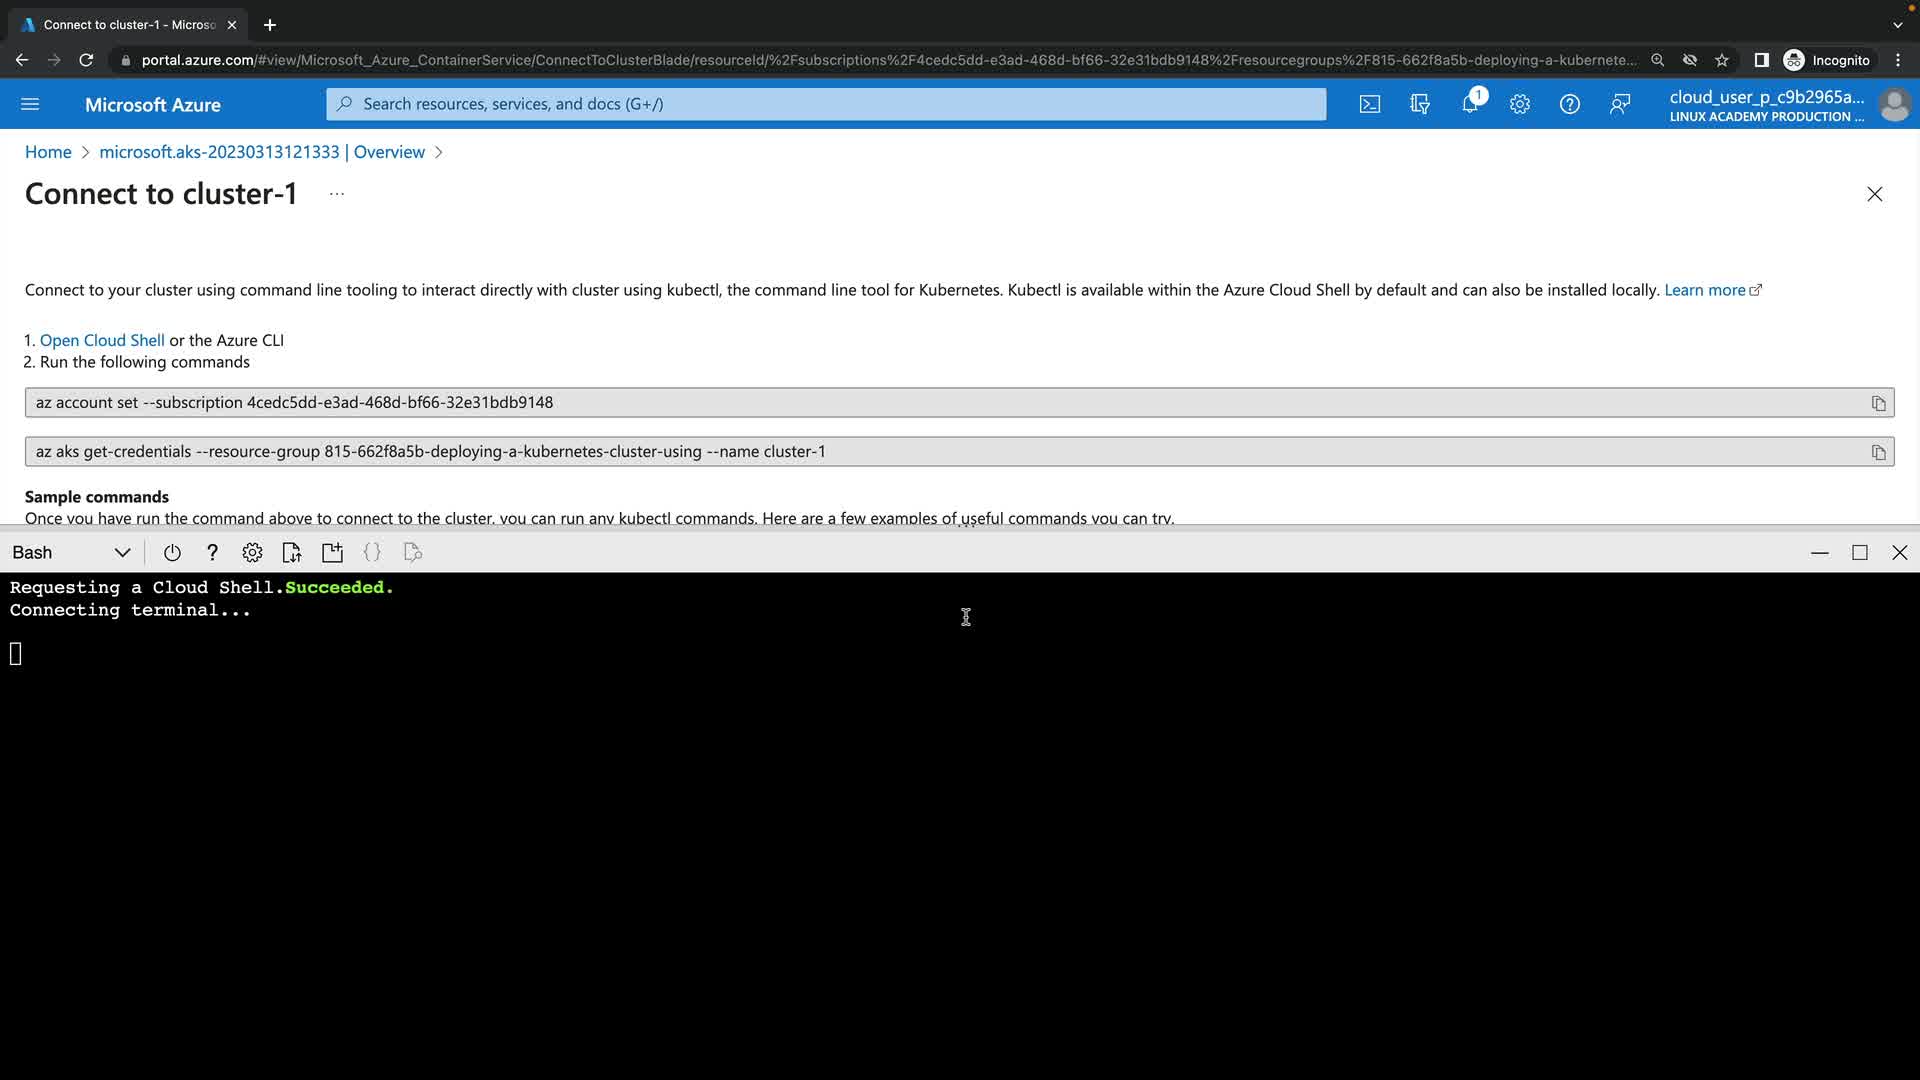 Connect to cluster-1 - Microso
portal.azure.com/#view/Microsoft_Azure_ContainerService/ConnectToClusterBlade/resourceId/%2Fsubscriptions%2F4cedc5dd-e3ad-468d-bf66-32e31bdb9148%2Fresourcegroups%2F815-662f8a5b-deploying-a-kubernete...
Incognito
Microsoft Azure
Search resources, services, and docs (G+/)
1
cloud_user_p_c9b2965a...
LINUX ACADEMY PRODUCTION ...
Home > microsoft.aks-20230313121333 | Overview >
Connect to cluster-1 ...
Connect to your cluster using command line tooling to interact directly with cluster using kubectl, the command line tool for Kubernetes. Kubectl is available within the Azure Cloud Shell by default and can also be installed locally. Learn more
1. Open Cloud Shell or the Azure CLI
2. Run the following commands
az account set --subscription 4cedc5dd-e3ad-468d-bf66-32e31bdb9148
az aks get-credentials --resource-group 815-662f8a5b-deploying-a-kubernetes-cluster-using --name cluster-1
Sample commands
Once you have run the command above to connect to the cluster, you can run any kubectl commands. Here are a few examples of useful commands you can try.
Bash
Requesting a Cloud Shell.Succeeded.
Connecting terminal...